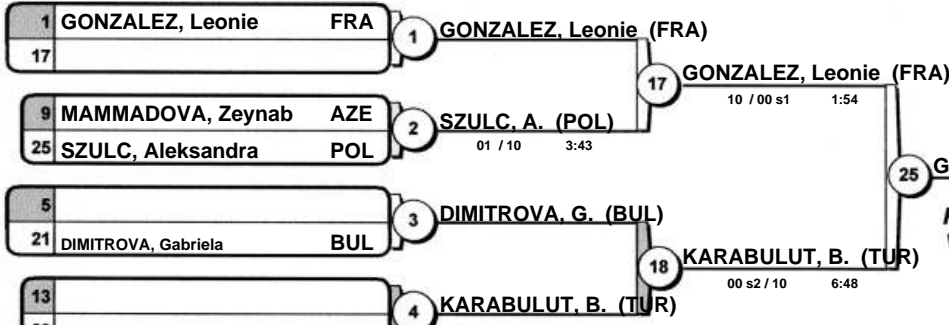 1 GONZALEZ, Leonie FRA
17
1
GONZALEZ, Leonie (FRA)
17
GONZALEZ, Leonie (FRA)
10 / 00 s1 1:54
9 MAMMADOVA, Zeynab AZE
25 SZULC, Aleksandra POL
2
SZULC, A. (POL)
01 / 10 3:43
25
G
5
21 DIMITROVA, Gabriela BUL
3
DIMITROVA, G. (BUL)
18
KARABULUT, B. (TUR)
00 s2 / 10 6:48
13
4
KARABULUT, B. (TUR)